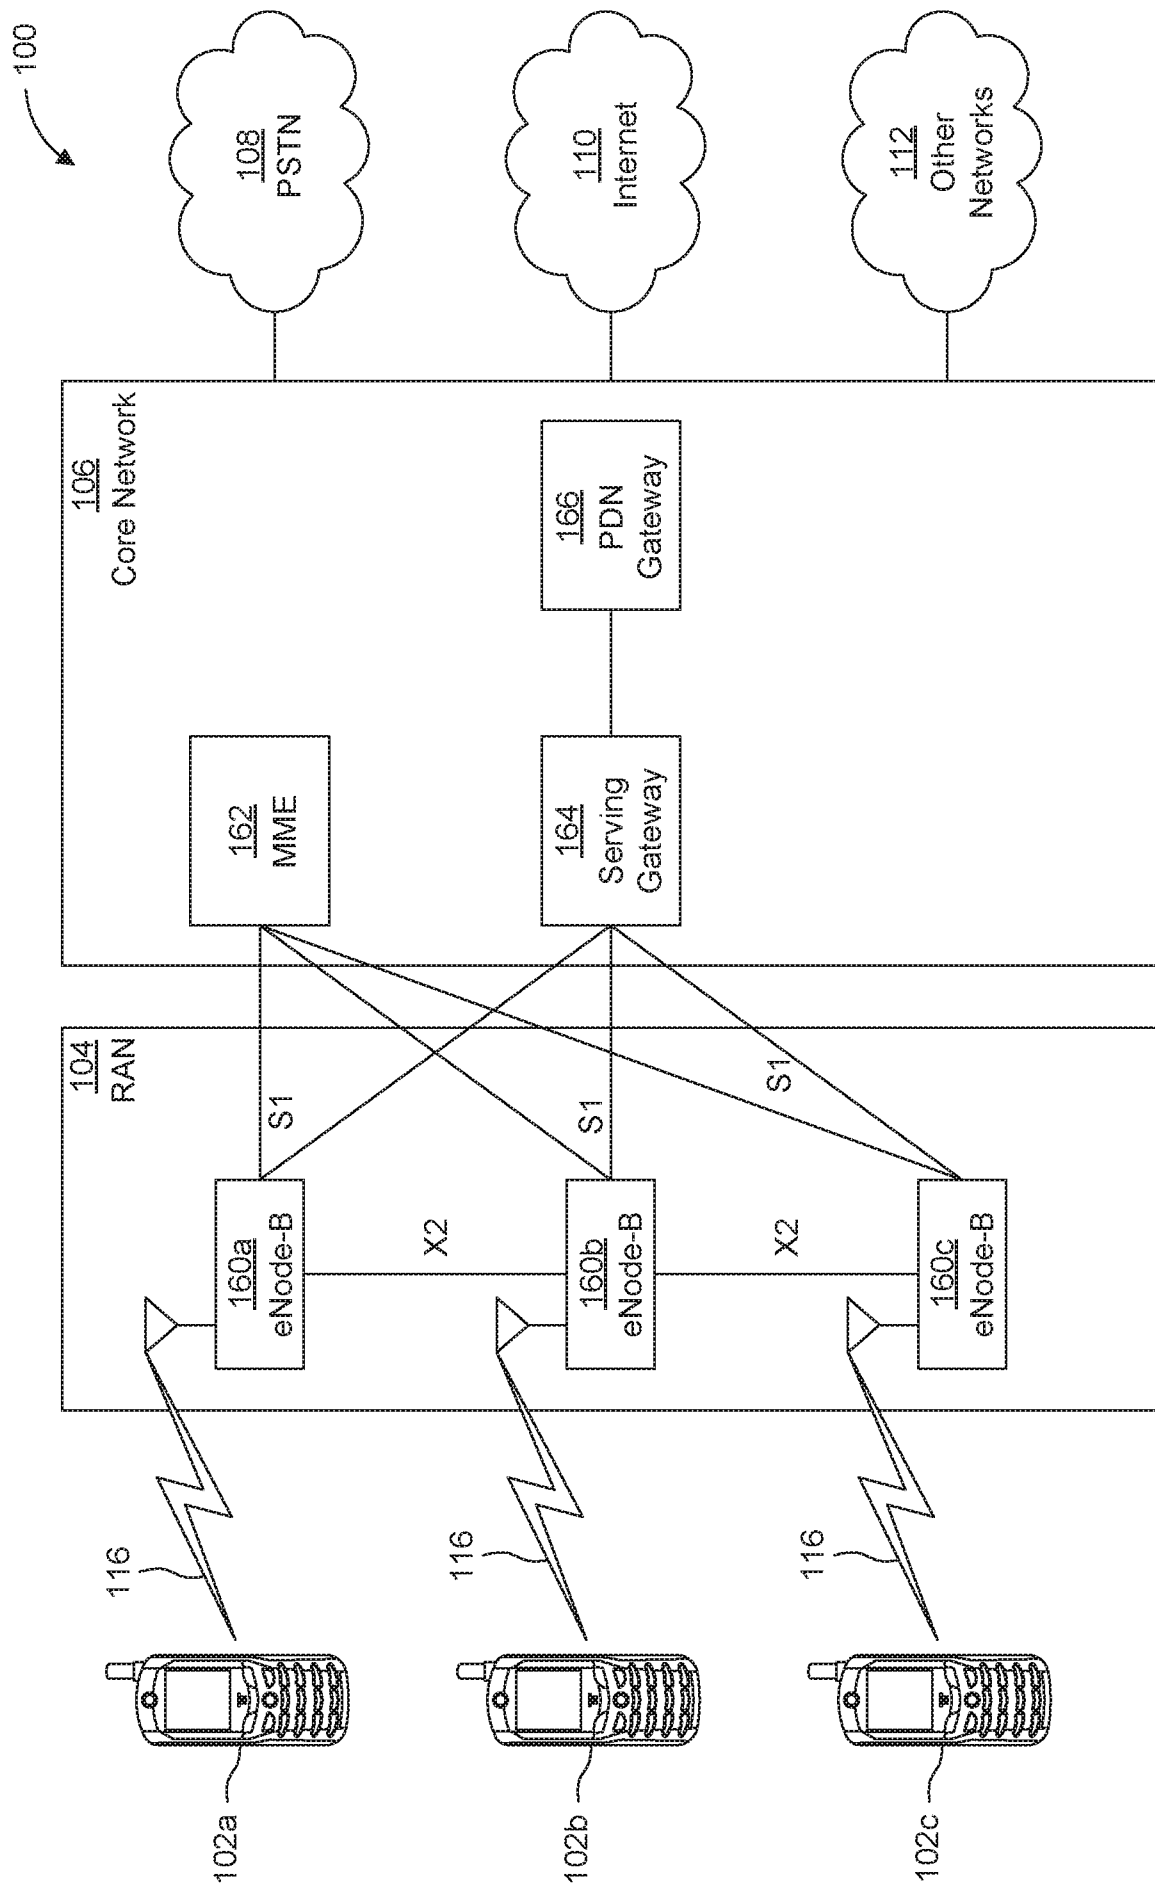 100
102a
116
104
RAN
160a
eNode-B
S1
106
Core Network
162
MME
108
PSTN
X2
102b
116
160b
eNode-B
S1
164
Serving
Gateway
166
PDN
Gateway
110
Internet
X2
S1
102c
116
160c
eNode-B
112
Other
Networks